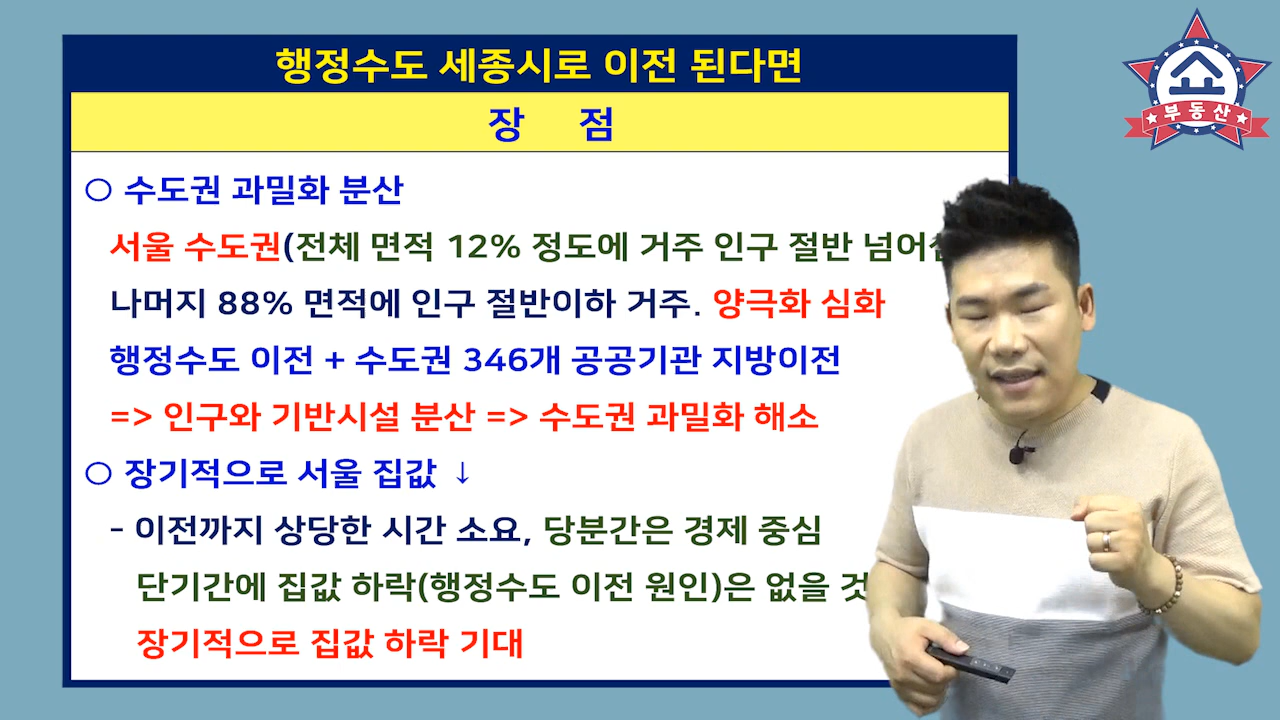 행정수도 세종시로 이전 된다면
장 점
○ 수도권 과밀화 분산
서울 수도권(전체 면적 12% 정도에 거주 인구 절반
나머지 88% 면적에 인구 절반이하 거주. 양극화 심화
행정수도 이전 + 수도권 346개 공공기관 지방이전
=> 인구와 기반시설 분산 => 수도권 과밀화 해소
○ 장기적으로 서울 집값 ↓
- 이전까지 상당한 시간 소요, 당분간은 경제 중심
단기간에 집값 하락(행정수도 이전 원인)은 없을 것
장기적으로 집값 하락 기대
쇼
부동산